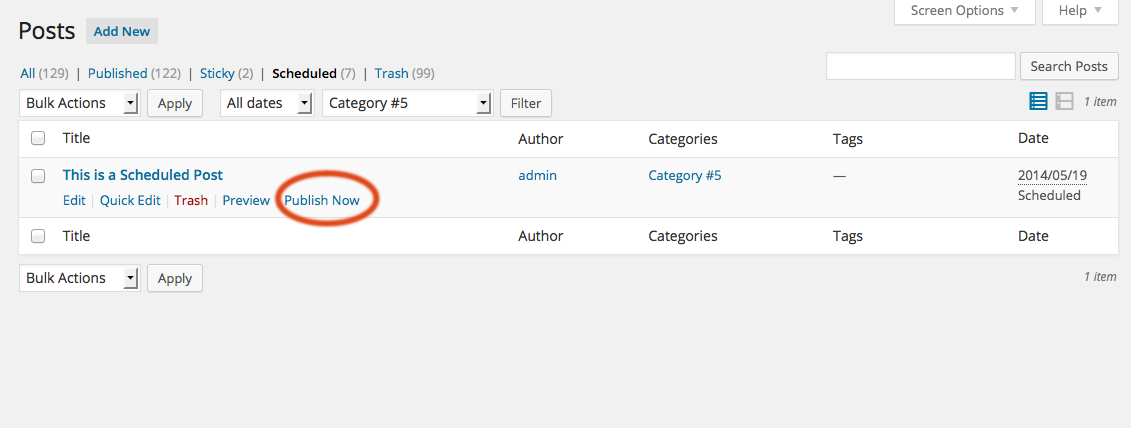 Screen Options Help
Posts Add New
All (129) | Published (122) | Sticky (2) | Scheduled (7) | Trash (99)
Search Posts
Bulk Actions Apply All dates Category #5 Filter 1 item
Title Author Categories Tags Date
This is a Scheduled Post admin Category #5 — 2014/05/19
Edit | Quick Edit | Trash | Preview | Publish Now Scheduled
Title Author Categories Tags Date
Bulk Actions Apply 1 item